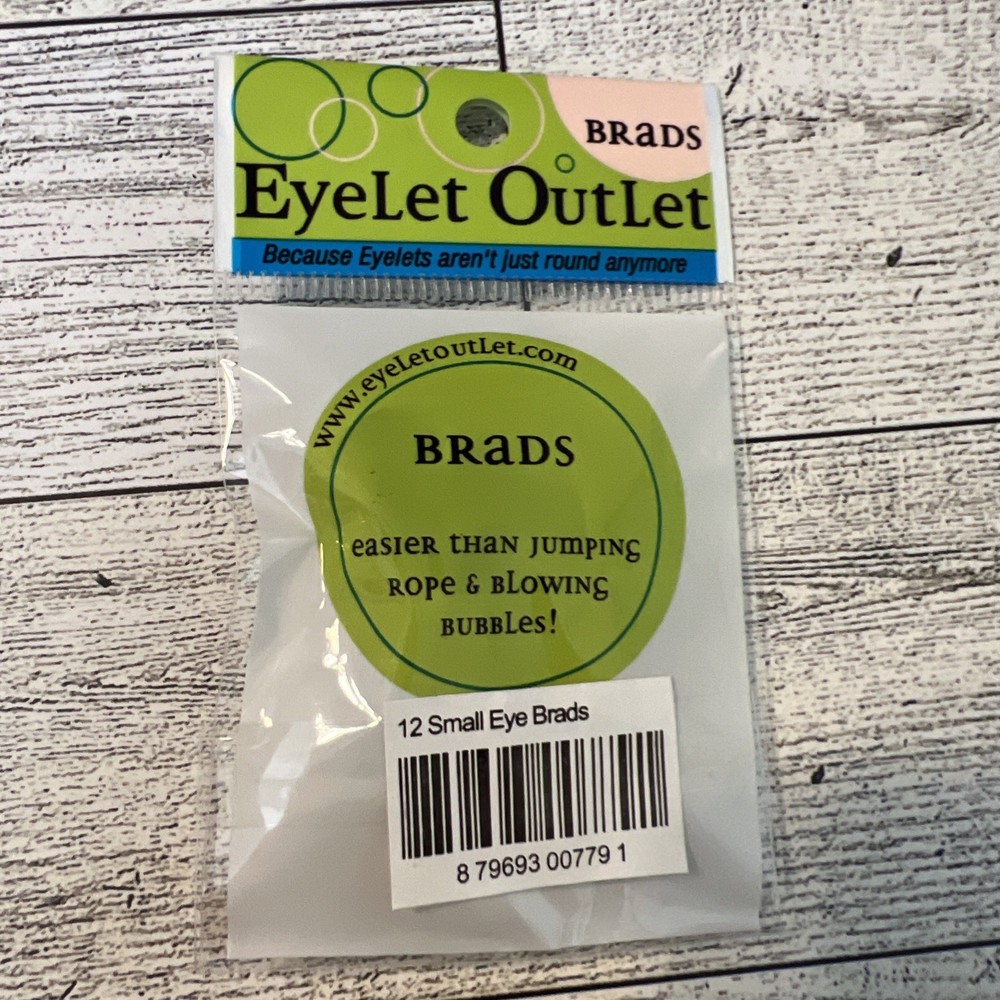 BRaDS
EyeLet OutLet
Because Eyelets aren't just round anymore
www.eyeLetoutLet.com
BRaDS
easier than jumping
rope & blowing
bubbles!
12 Small Eye Brads
8 79693 00779 1